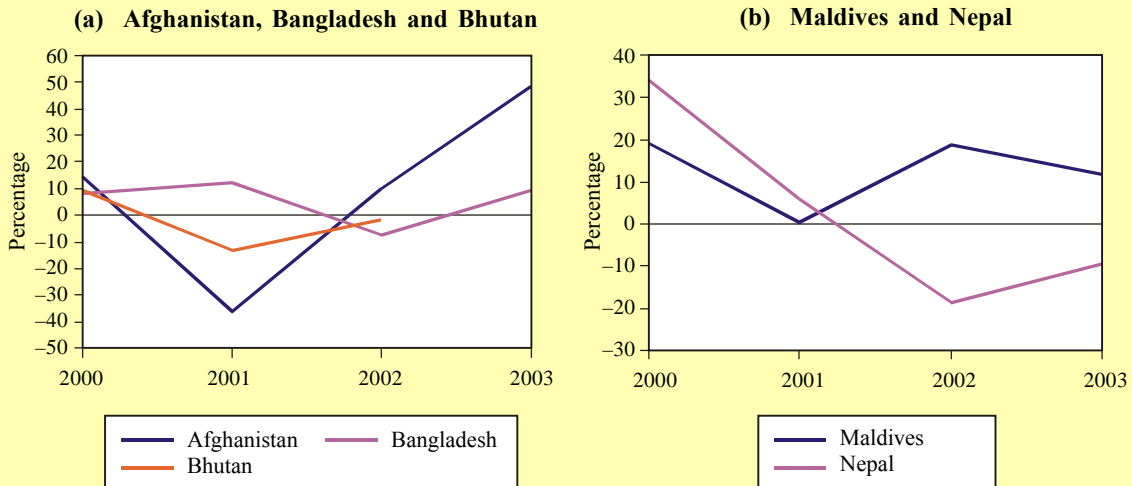 (a) Afghanistan, Bangladesh and Bhutan
Percentage
60
50
40
30
20
10
0
–10
–20
–30
–40
–50
2000 2001 2002 2003
Afghanistan Bangladesh
Bhutan
(b) Maldives and Nepal
Percentage
40
30
20
10
0
–10
–20
–30
2000 2001 2002 2003
Maldives
Nepal